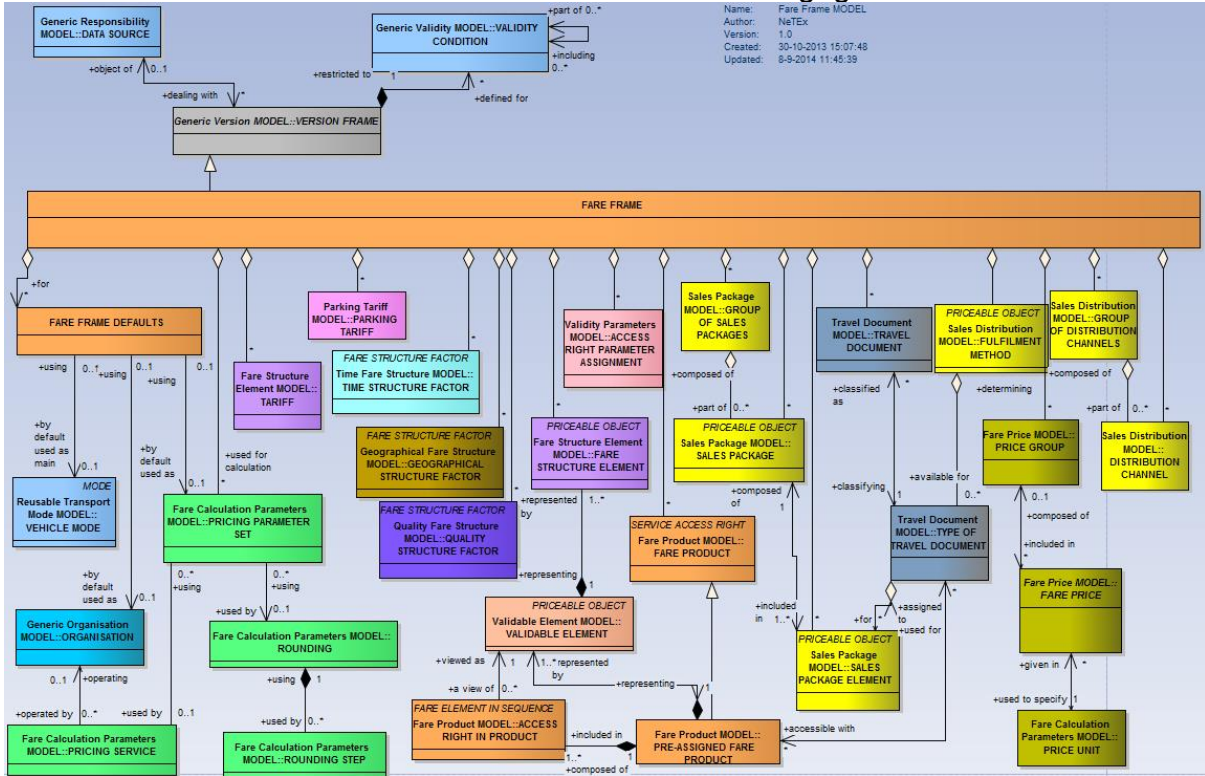 Name: Fare Frame MODEL
Author: NeTEx
Version: 1.0
Created: 30-10-2013 15:07:48
Updated: 8-9-2014 11:45:39
Generic Responsibility
MODEL::DATA SOURCE
Generic Validity MODEL::VALIDITY
CONDITION
+part of 0..*
+including
0..*
+object of
0..1
+restricted to
1
*
+defined for
+dealing with
*
Generic Version MODEL::VERSION FRAME
FARE FRAME
+for
*
FARE FRAME DEFAULTS
+using
0..1
+using
0..1
+using
0..1
+by
default
used as
main
0..1
+by
default
used as
0..1
MODE
Reusable Transport
Mode MODEL::
VEHICLE MODE
+by
default
used as
0..1
Generic Organisation
MODEL::ORGANISATION
0..1
+operating
+operated by
0..*
Fare Calculation Parameters
MODEL::PRICING SERVICE
+used by
0..1
*
+used for
calculation
Fare Calculation Parameters
MODEL::PRICING PARAMETER
SET
0..*
+using
0..*
+using
+used by
0..1
Fare Calculation Parameters MODEL::
ROUNDING
+using
1
+used by
0..*
Fare Calculation Parameters
MODEL::ROUNDING STEP
*
Fare Structure
Element MODEL::
TARIFF
*
Parking Tariff
MODEL::PARKING
TARIFF
*
FARE STRUCTURE FACTOR
Time Fare Structure MODEL::
TIME STRUCTURE FACTOR
*
FARE STRUCTURE FACTOR
Geographical Fare Structure
MODEL::GEOGRAPHICAL
STRUCTURE FACTOR
*
FARE STRUCTURE FACTOR
Quality Fare Structure
MODEL::QUALITY
STRUCTURE FACTOR
*
Validity Parameters
MODEL::ACCESS
RIGHT PARAMETER
ASSIGNMENT
*
PRICEABLE OBJECT
Fare Structure Element
MODEL::FARE
STRUCTURE ELEMENT
+represented
by
1..*
+representing
1
PRICEABLE OBJECT
Validable Element MODEL::
VALIDABLE ELEMENT
+viewed as
1
+a view of
0..*
1..*
+represented
by
+representing
1
FARE ELEMENT IN SEQUENCE
Fare Product MODEL::ACCESS
RIGHT IN PRODUCT
+included in
1
1..*
+composed of
*
SERVICE ACCESS RIGHT
Fare Product MODEL::
FARE PRODUCT
Fare Product MODEL::
PRE-ASSIGNED FARE
PRODUCT
+accessible with
*
*
Sales Package
MODEL::GROUP
OF SALES
PACKAGES
+composed of
*
+part of
0..*
PRICEABLE OBJECT
Sales Package MODEL::
SALES PACKAGE
+composed
of
1
+included
in
1..*
*
PRICEABLE OBJECT
Sales Package
MODEL::SALES
PACKAGE ELEMENT
*
Travel Document
MODEL::TRAVEL
DOCUMENT
+classified
as
*
+classifying
1
+available for
0..*
Travel Document
MODEL::TYPE OF
TRAVEL DOCUMENT
+for
*
+assigned
to
*
+used for
*
PRICEABLE OBJECT
Sales Distribution
MODEL::FULFILMENT
METHOD
+determining
*
Fare Price MODEL::
PRICE GROUP
0..1
+composed of
+included in
*
Fare Price MODEL::
FARE PRICE
+given in
*
+used to specify
1
Fare Calculation
Parameters MODEL::
PRICE UNIT
*
Sales Distribution
MODEL::GROUP
OF DISTRIBUTION
CHANNELS
+composed of
*
+part of
0..*
Sales Distribution
MODEL::
DISTRIBUTION
CHANNEL